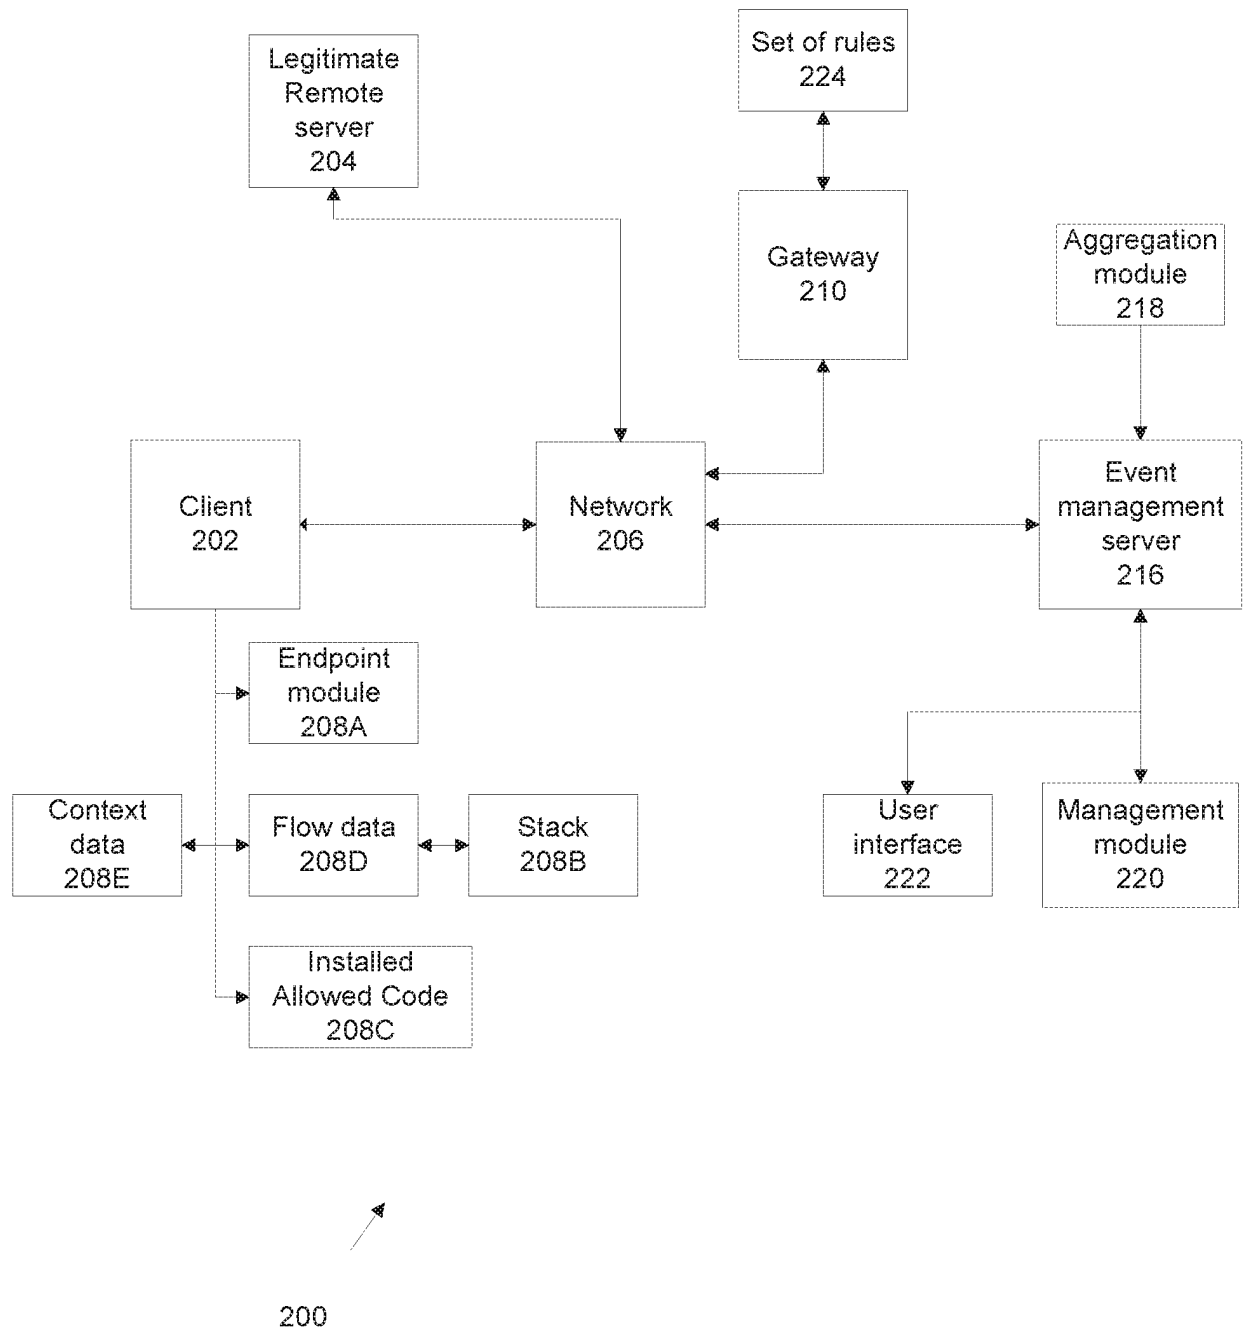 Legitimate
Remote
server
204
Set of rules
224
Gateway
210
Aggregation
module
218
Client
202
Network
206
Event
management
server
216
Endpoint
module
208A
Context
data
208E
Flow data
208D
Stack
208B
User
interface
222
Management
module
220
Installed
Allowed Code
208C
200